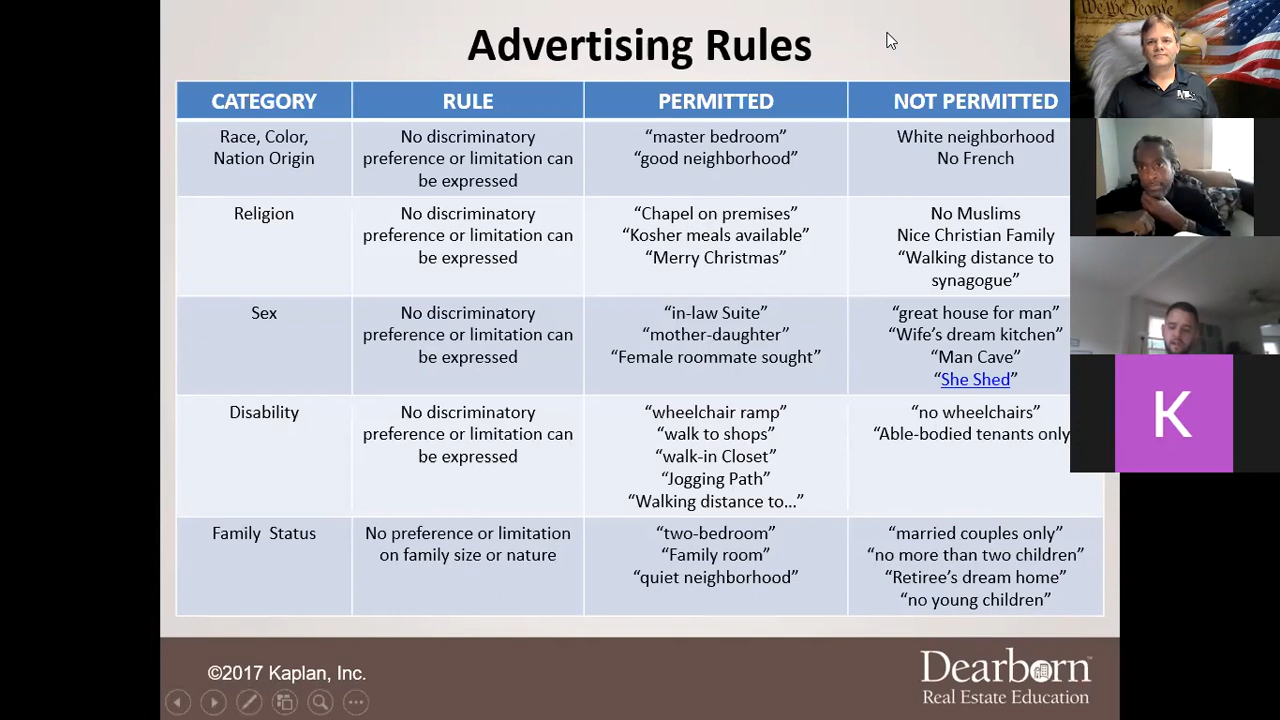 Advertising Rules
CATEGORY
RULE
PERMITTED
NOT PERMITTED
Race, Color,
Nation Origin
No discriminatory
preference or limitation can
be expressed
“master bedroom”
“good neighborhood”
White neighborhood
No French
Religion
No discriminatory
preference or limitation can
be expressed
“Chapel on premises”
“Kosher meals available”
“Merry Christmas”
No Muslims
Nice Christian Family
“Walking distance to
synagogue”
Sex
No discriminatory
preference or limitation can
be expressed
“in-law Suite”
“mother-daughter”
“Female roommate sought”
“great house for man”
“Wife’s dream kitchen”
“Man Cave”
“She Shed”
Disability
No discriminatory
preference or limitation can
be expressed
“wheelchair ramp”
“walk to shops”
“walk-in Closet”
“Jogging Path”
“Walking distance to…”
“no wheelchairs”
“Able-bodied tenants only
Family Status
No preference or limitation
on family size or nature
“two-bedroom”
“Family room”
“quiet neighborhood”
“married couples only”
“no more than two children”
“Retiree’s dream home”
“no young children”
©2017 Kaplan, Inc.
Dearborn
Real Estate Education
We the People
K